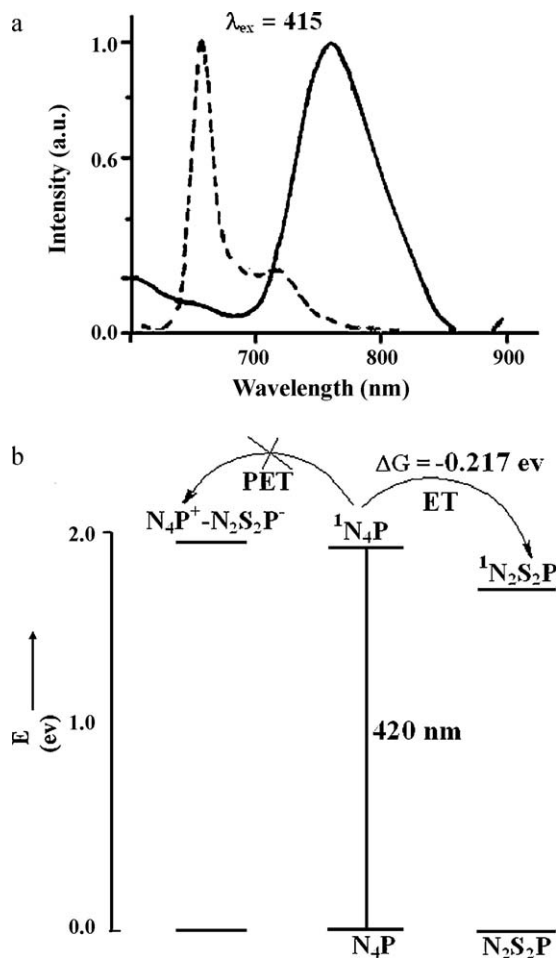 a
λex = 415
Intensity (a.u.)
1.0
0.6
0.0
700
800
900
Wavelength (nm)
b
ΔG = -0.217 ev
PET
ET
N₄P⁺-N₂S₂P⁻
¹N₄P
¹N₂S₂P
2.0
1.0
0.0
E
(ev)
420 nm
N₄P
N₂S₂P